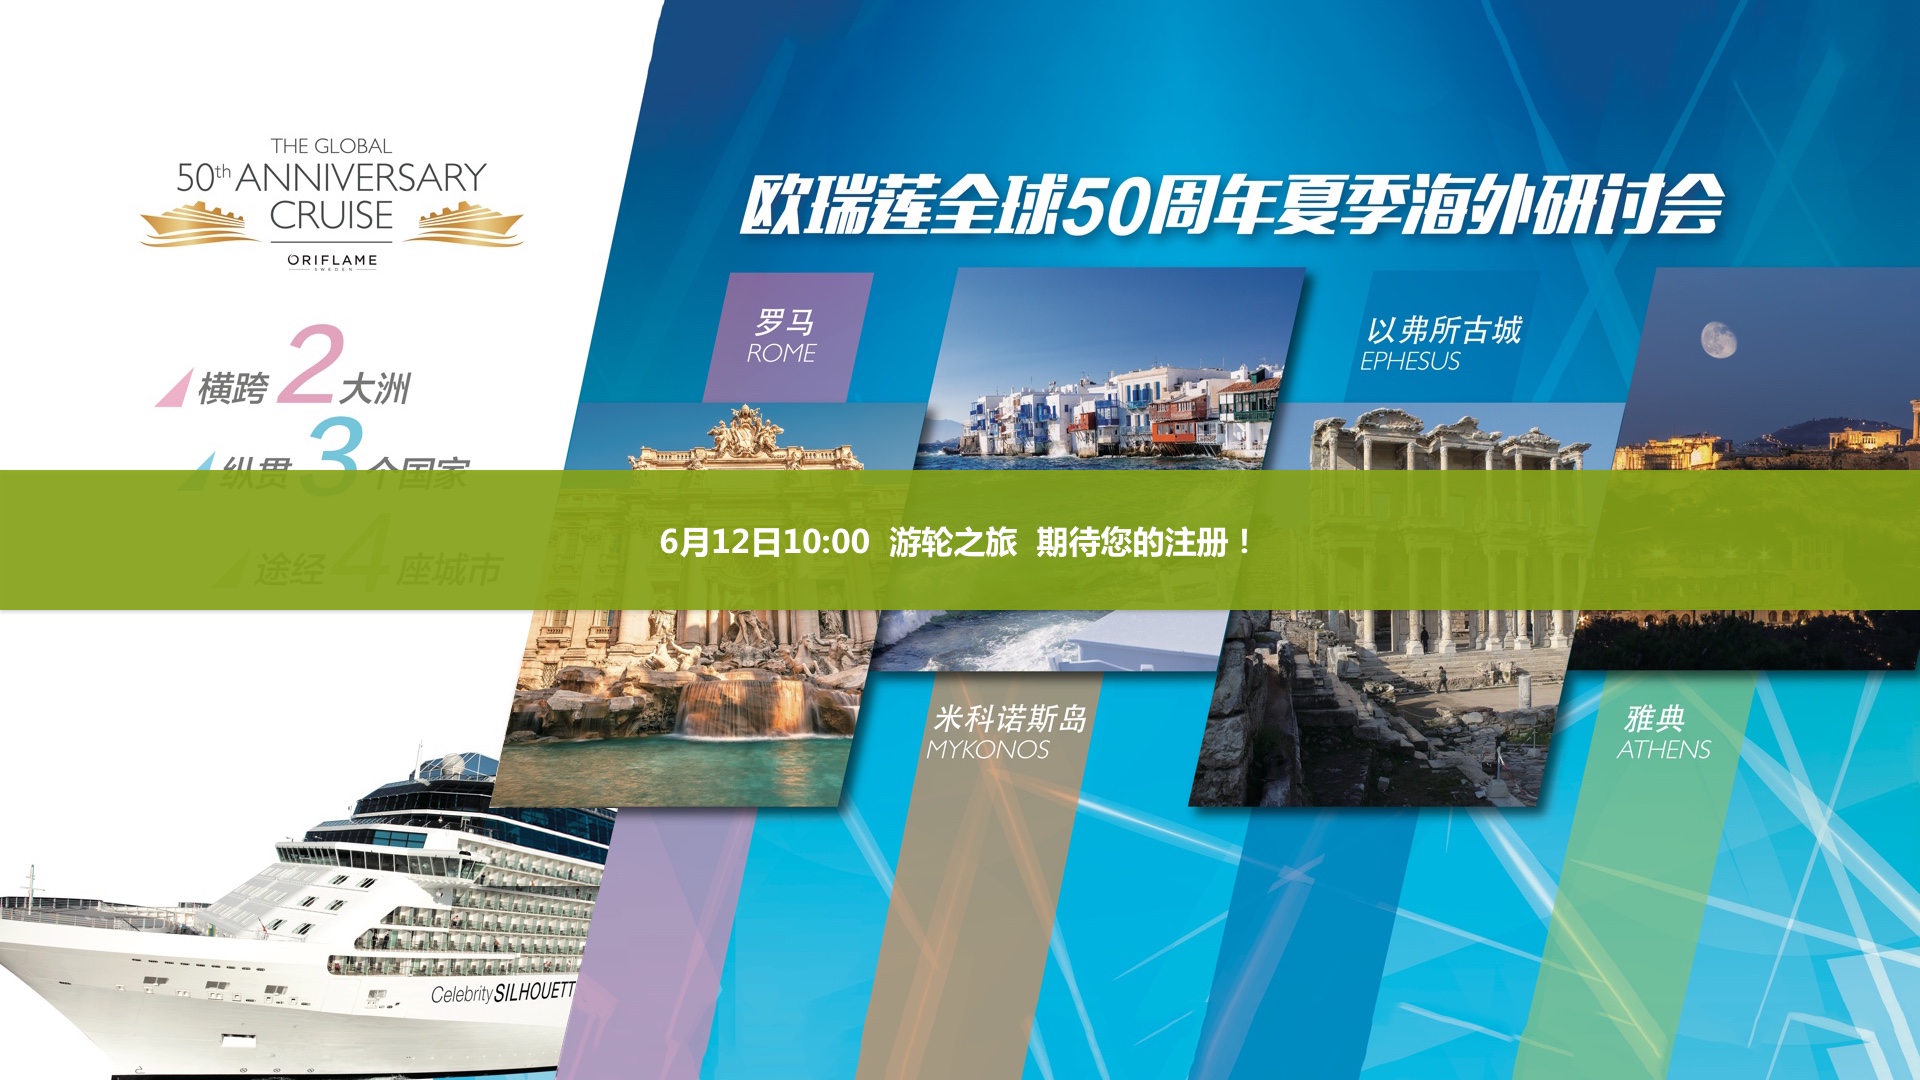 THE GLOBAL
50th ANNIVERSARY
CRUISE
ORIFLAME
SWEDEN
横跨2大洲
纵贯3个国家
途经4座城市
欧瑞莲全球50周年夏季海外研讨会
罗马
ROME
以弗所古城
EPHESUS
6月12日10:00 游轮之旅 期待您的注册！
米科诺斯岛
MYKONOS
雅典
ATHENS
Celebrity SILHOUETT